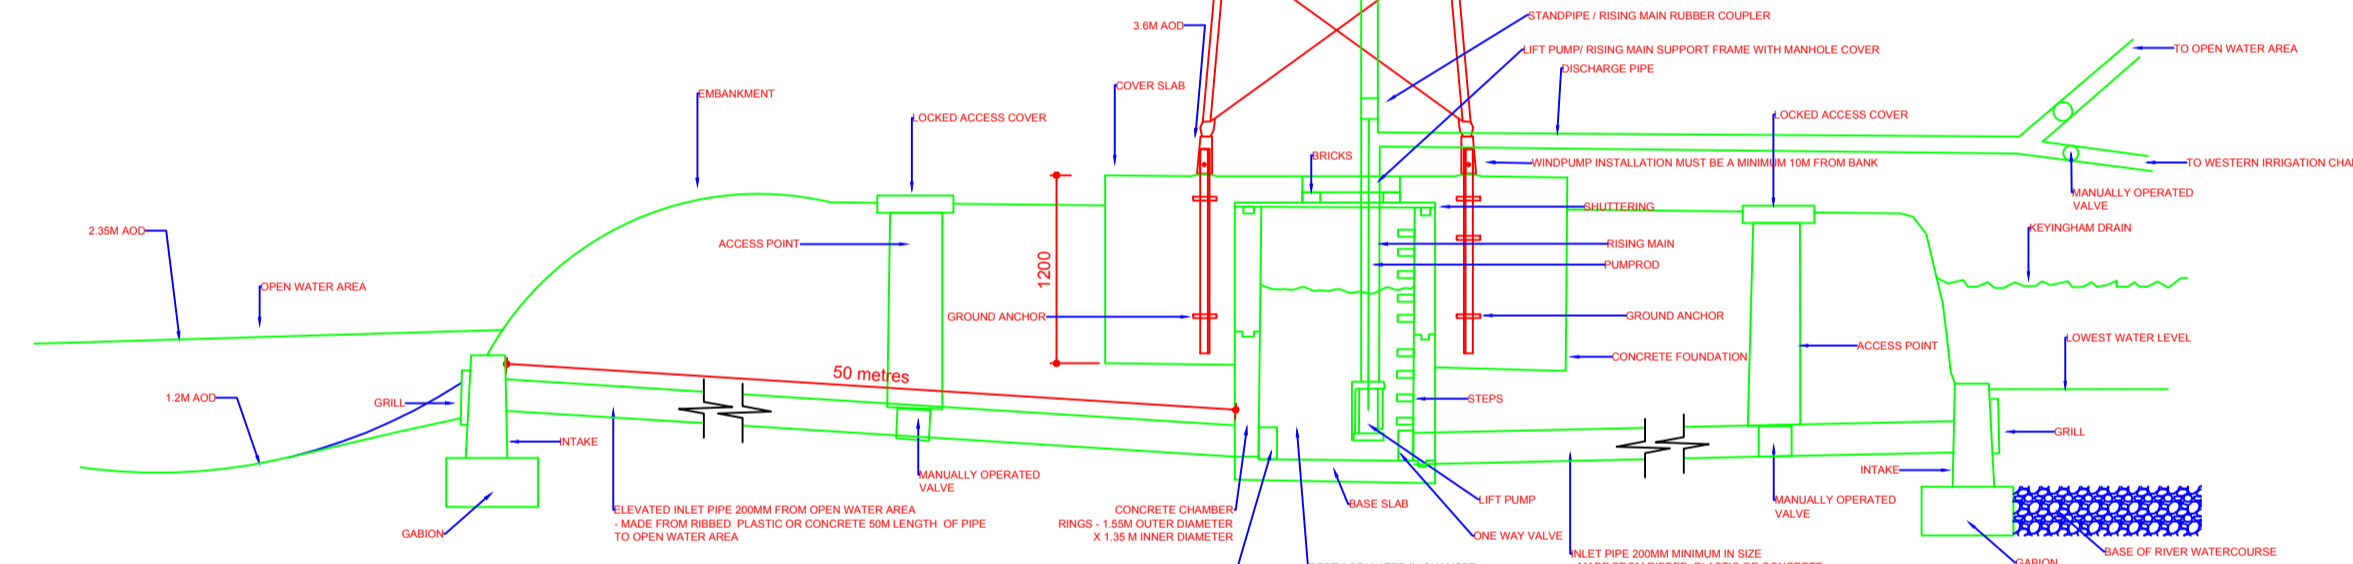 STANDPIPE / RISING MAIN RUBBER COUPLER
3.6M AOD
LIFT PUMP/ RISING MAIN SUPPORT FRAME WITH MANHOLE COVER
TO OPEN WATER AREA
DISCHARGE PIPE
COVER SLAB
EMBANKMENT
LOCKED ACCESS COVER
LOCKED ACCESS COVER
BRICKS
WINDPUMP INSTALLATION MUST BE A MINIMUM 10M FROM BANK
TO WESTERN IRRIGATION
MANUALLY OPERATED
VALVE
SHUTTERING
2.35M AOD
ACCESS POINT
RISING MAIN
KEYINGHAM DRAIN
PUMPROD
1200
OPEN WATER AREA
GROUND ANCHOR
GROUND ANCHOR
LOWEST WATER LEVEL
ACCESS POINT
CONCRETE FOUNDATION
50 metres
1.2M AOD
GRILL
STEPS
GRILL
INTAKE
INTAKE
MANUALLY OPERATED
VALVE
LIFT PUMP
BASE SLAB
MANUALLY OPERATED
VALVE
ELEVATED INLET PIPE 200MM FROM OPEN WATER AREA
- MADE FROM RIBBED PLASTIC OR CONCRETE 50M LENGTH OF PIPE
TO OPEN WATER AREA
CONCRETE CHAMBER
RINGS - 1.55M OUTER DIAMETER
X 1.35 M INNER DIAMETER
GABION
ONE WAY VALVE
INLET PIPE 200MM MINIMUM IN SIZE
BASE OF RIVER WATERCOURSE
GABION